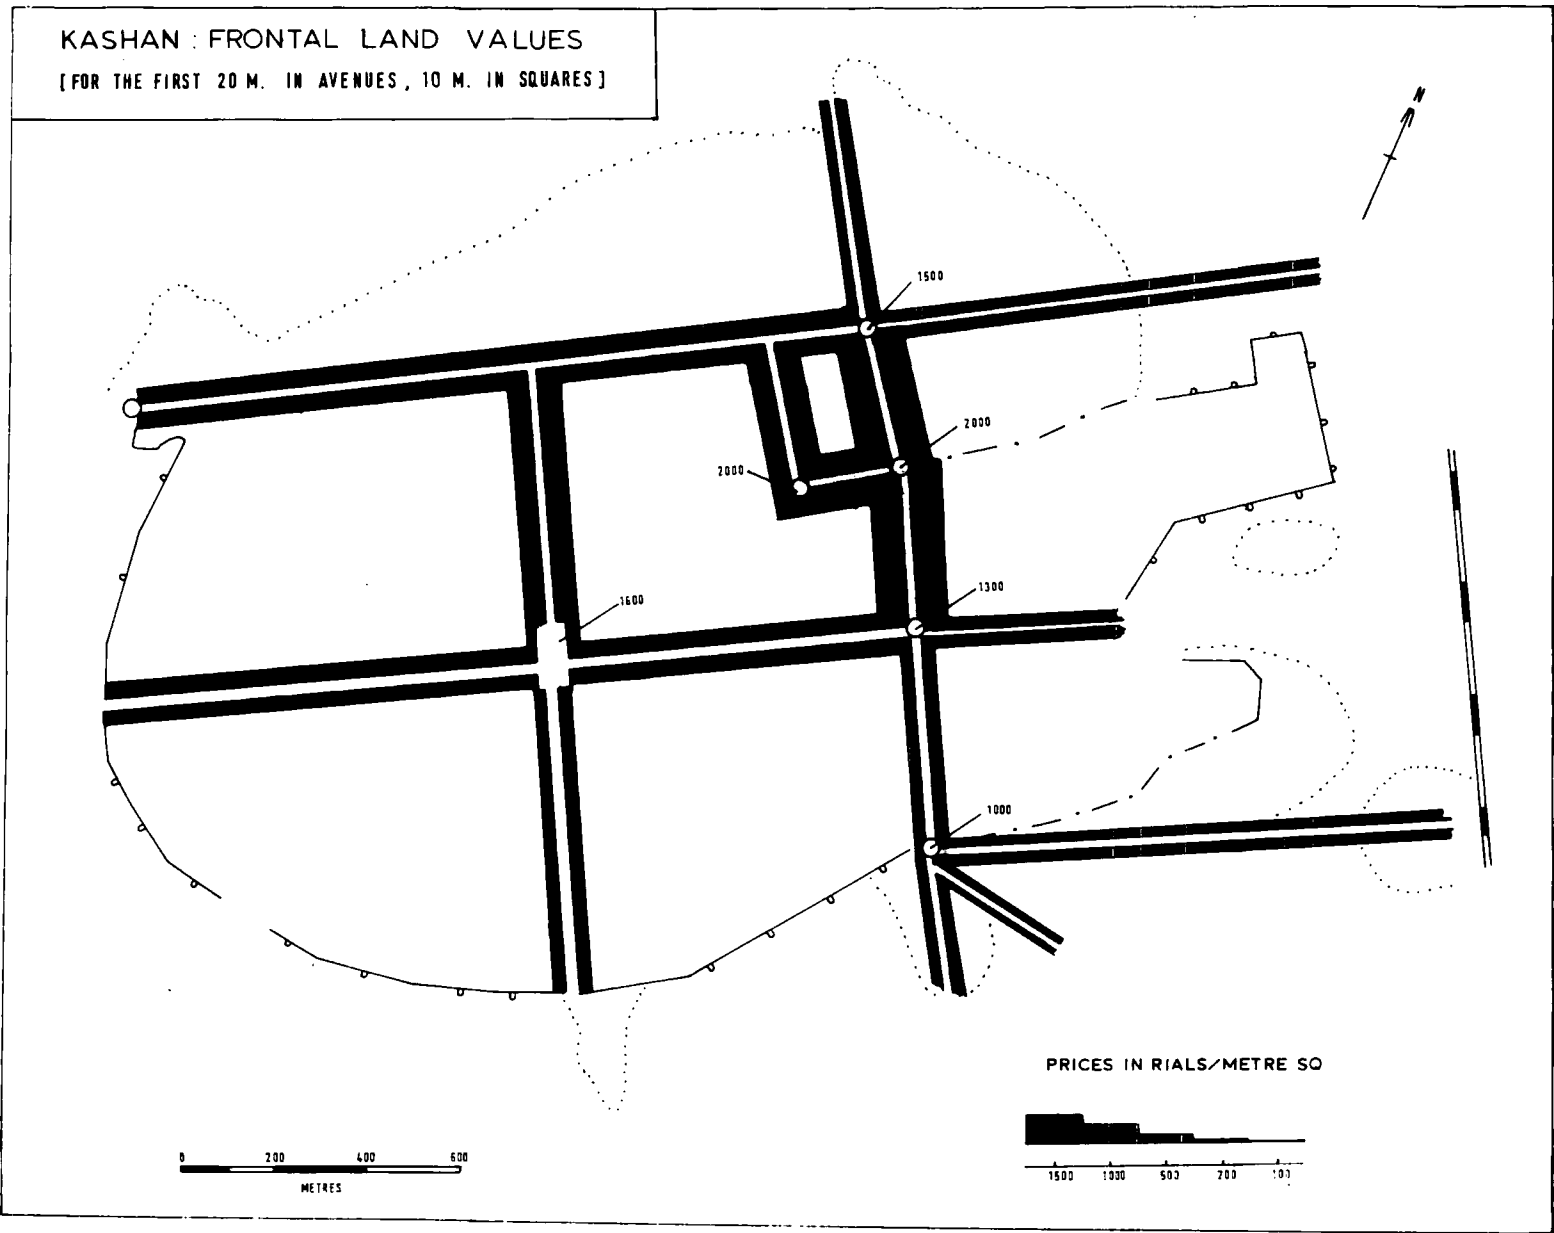 KASHAN : FRONTAL LAND VALUES
[FOR THE FIRST 20 M. IN AVENUES, 10 M. IN SQUARES]
N
1500
2000
2000
1300
1600
1000
PRICES IN RIALS/METRE SQ
1500 1000 500 200 100
0 200 400 600
METRES